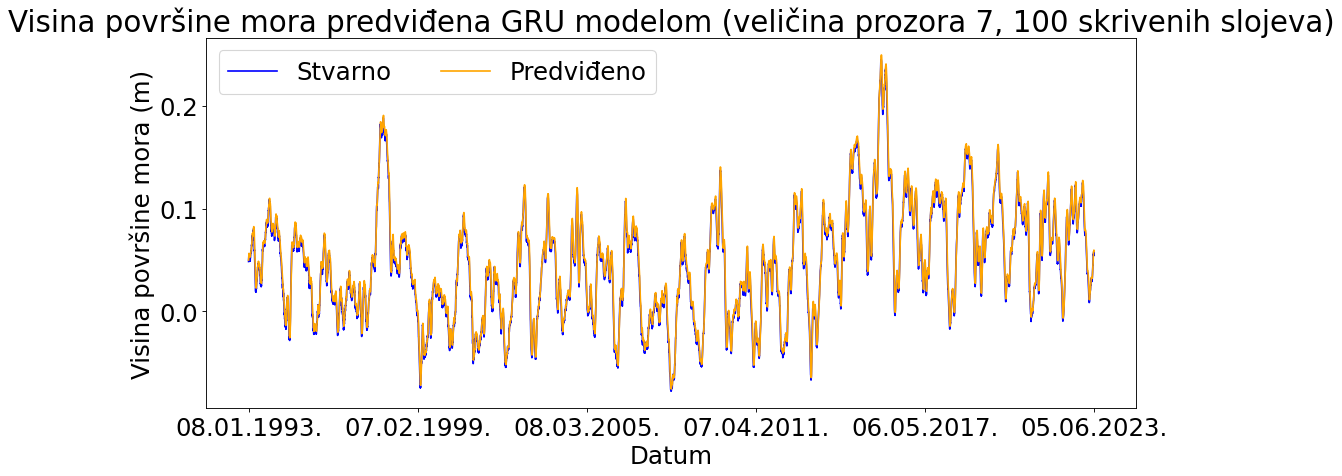 Visina površine mora predviđena GRU modelom (veličina prozora 7, 100 skrivenih slojeva)
Stvarno
Predviđeno
Visina površine mora (m)
0.2
0.1
0.0
08.01.1993.
07.02.1999.
08.03.2005.
07.04.2011.
06.05.2017.
05.06.2023.
Datum